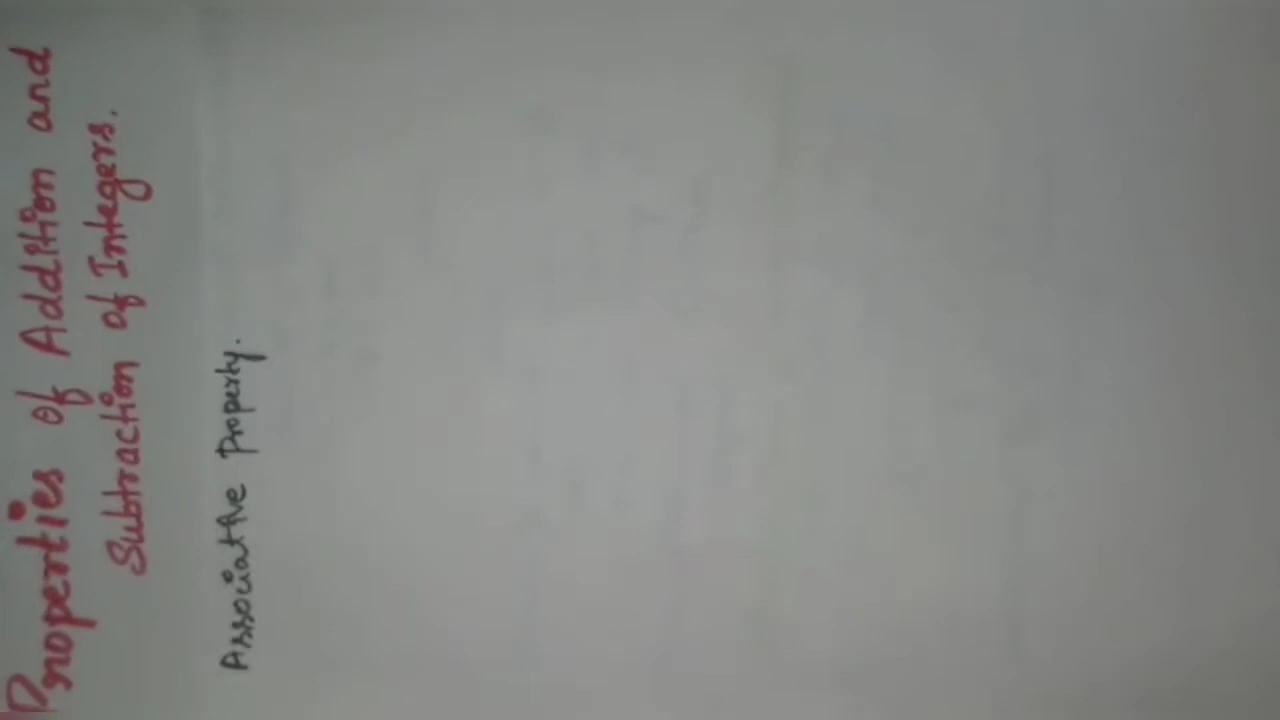 Properties of Addition and
Subtraction of Integers.
Associative Property.